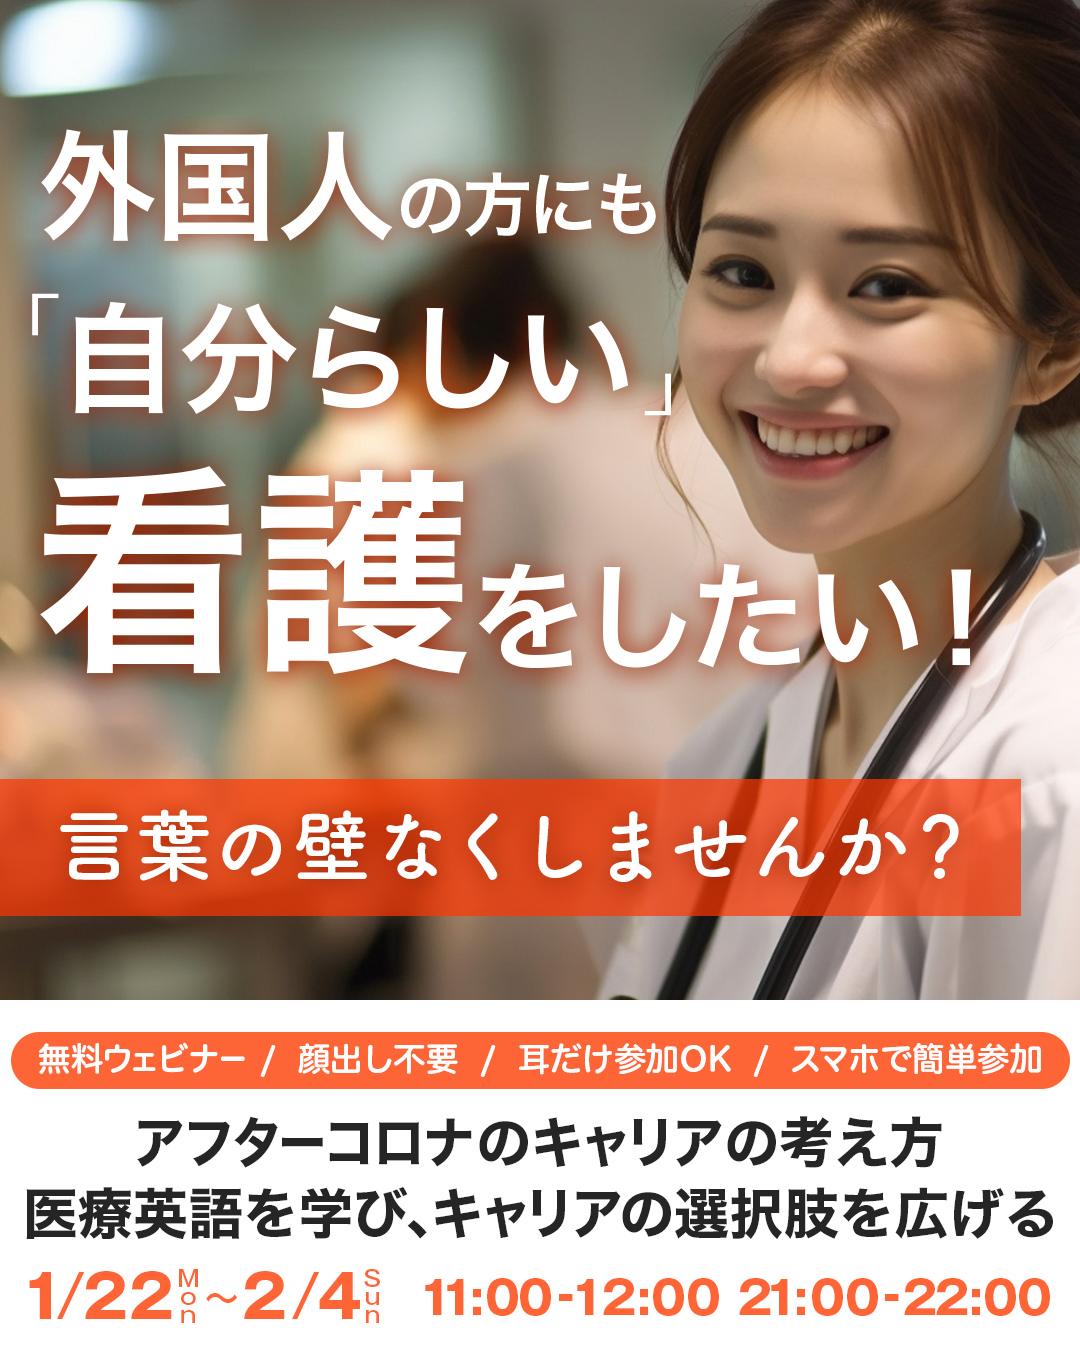 外国人の方にも
「自分らしい」
看護をしたい！
言葉の壁なくしませんか？
無料ウェビナー / 顔出し不要 / 耳だけ参加OK / スマホで簡単参加
アフターコロナのキャリアの考え方
医療英語を学び、キャリアの選択肢を広げる
1/22 Mon ～ 2/4 Sun 11:00-12:00 21:00-22:00